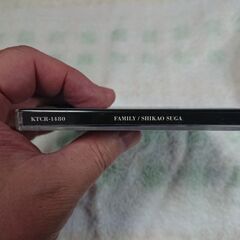 KTCR-1480 FAMILY / SHIKAO SUGA